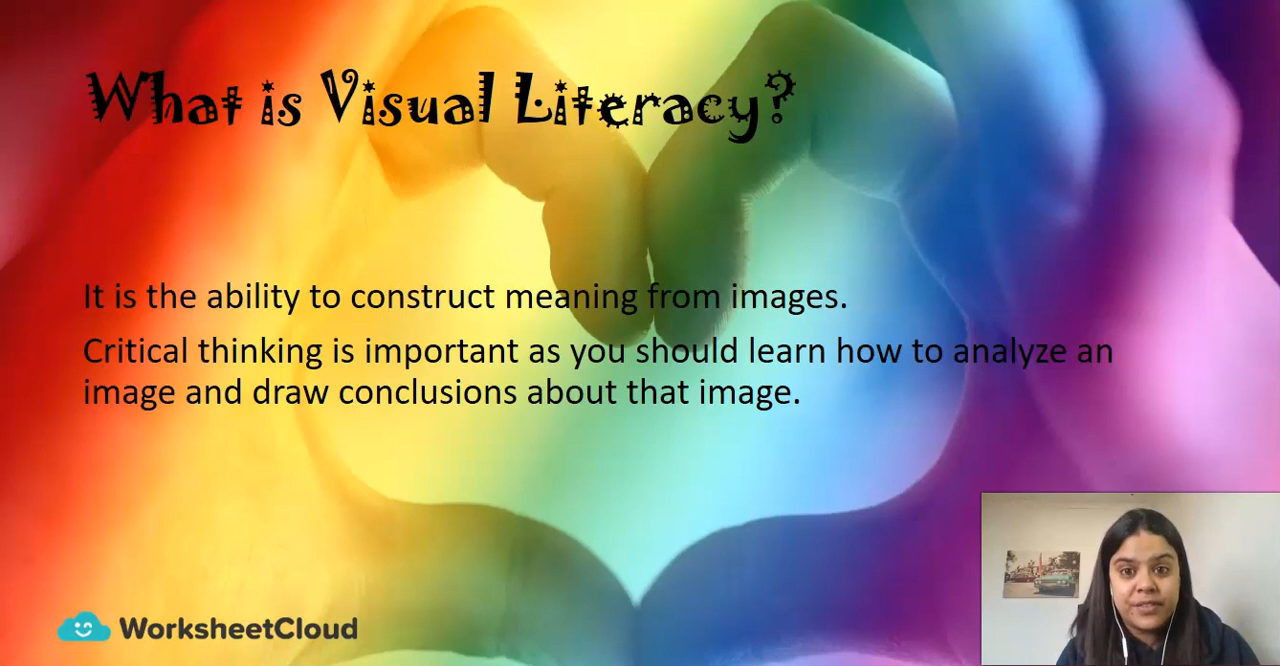 What is Visual Literacy?
It is the ability to construct meaning from images.
Critical thinking is important as you should learn how to analyze an
image and draw conclusions about that image.
WorksheetCloud